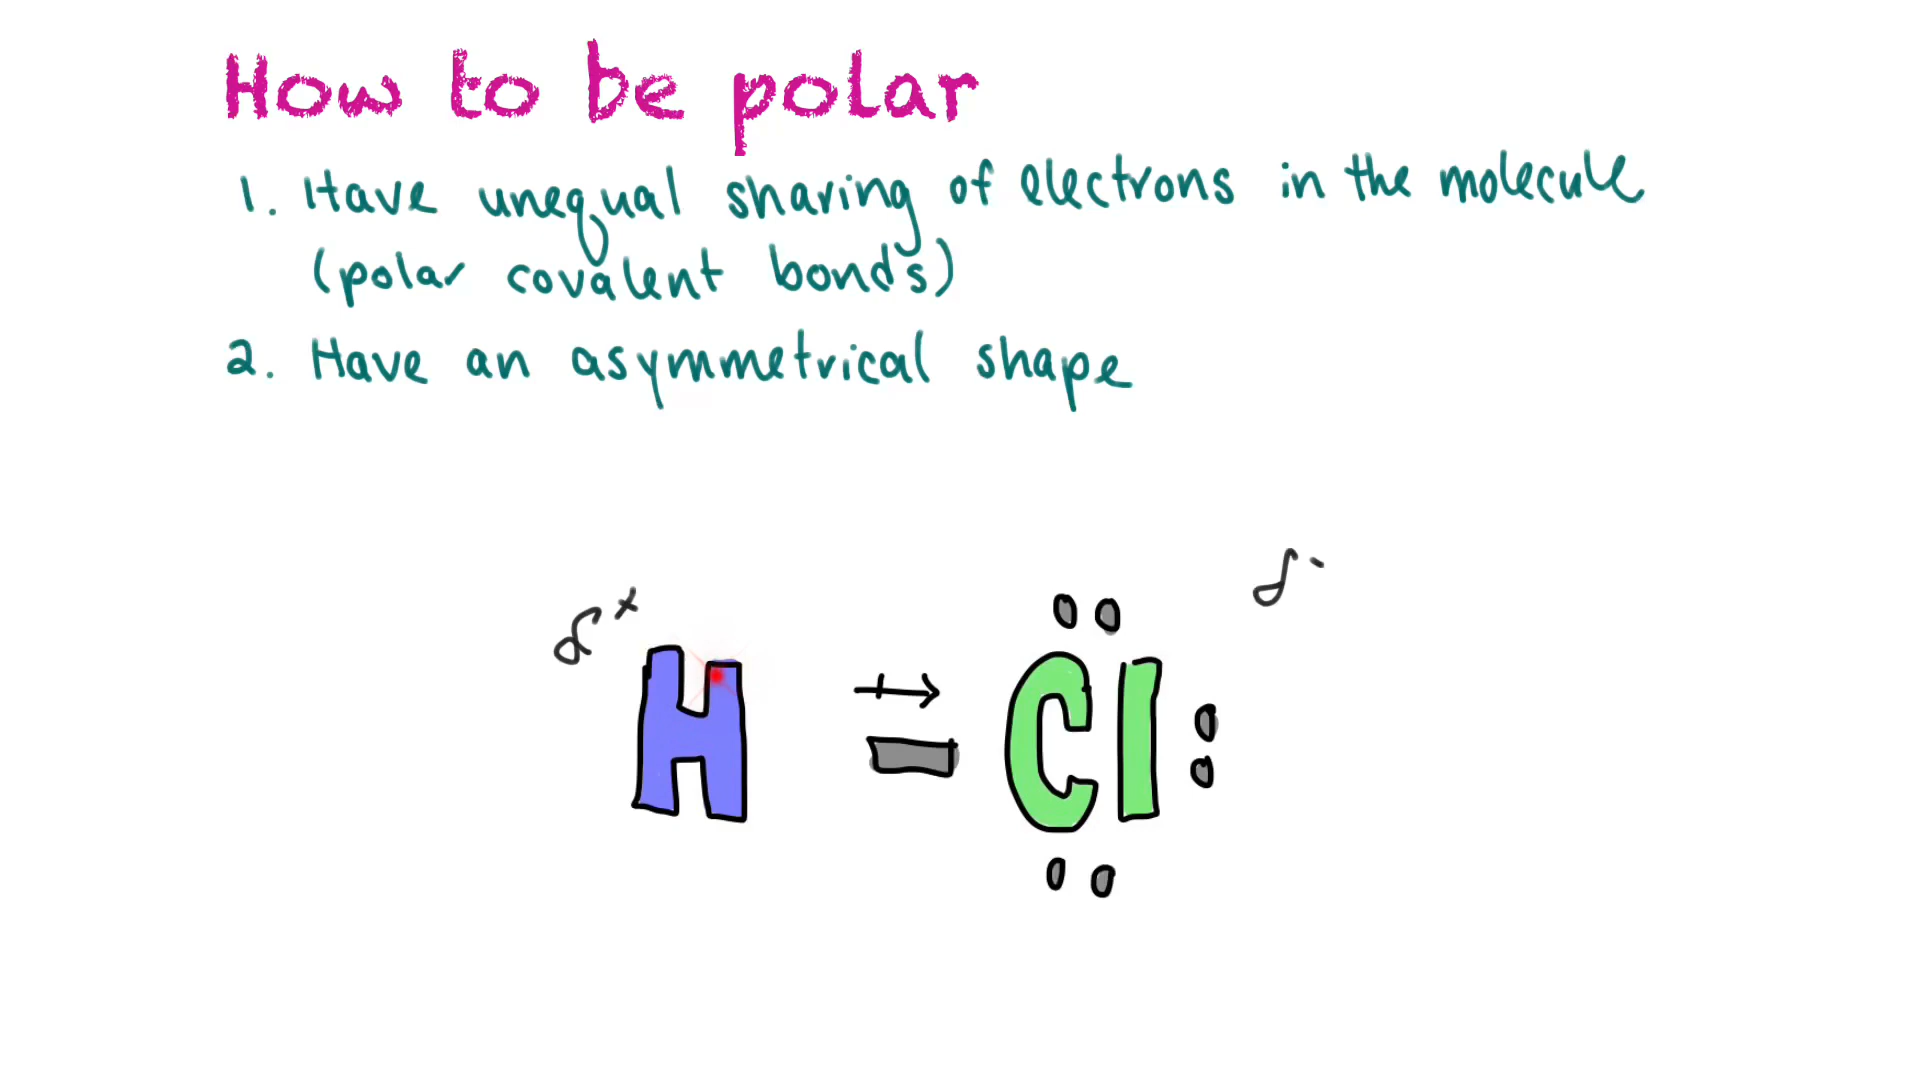 How to be polar
1. Have unequal sharing of electrons in the molecule
(polar covalent bonds)
2. Have an asymmetrical shape
δ+ δ-
H Cl